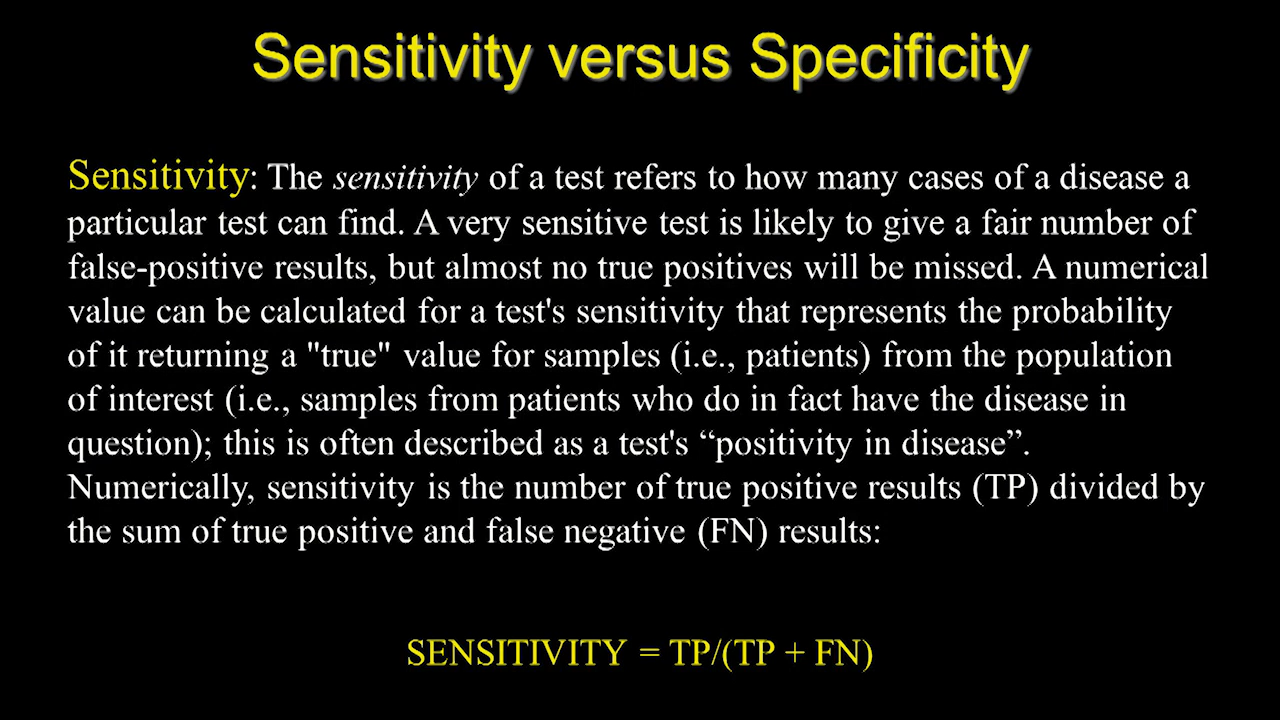 Sensitivity versus Specificity
Sensitivity: The sensitivity of a test refers to how many cases of a disease a
particular test can find. A very sensitive test is likely to give a fair number of
false-positive results, but almost no true positives will be missed. A numerical
value can be calculated for a test's sensitivity that represents the probability
of it returning a "true" value for samples (i.e., patients) from the population
of interest (i.e., samples from patients who do in fact have the disease in
question); this is often described as a test's “positivity in disease”.
Numerically, sensitivity is the number of true positive results (TP) divided by
the sum of true positive and false negative (FN) results:
SENSITIVITY = TP/(TP + FN)